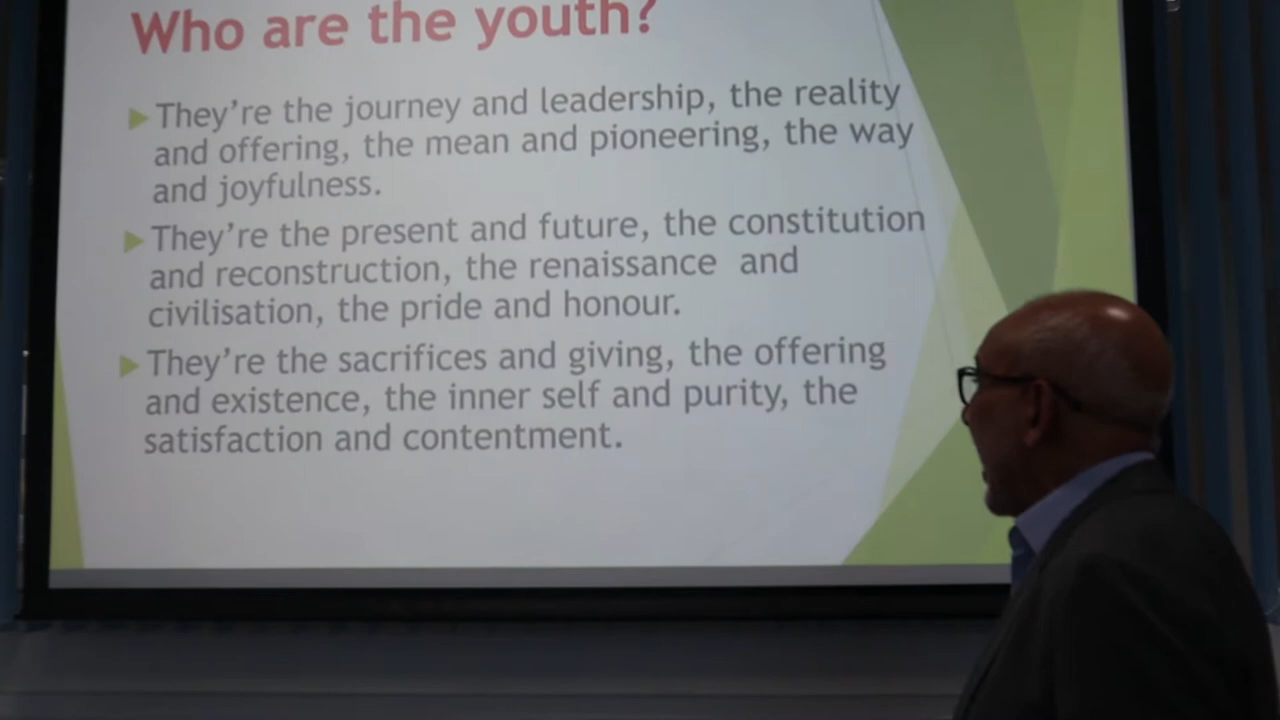 Who are the youth?
They're the journey and leadership, the reality
and offering, the mean and pioneering, the way
and joyfulness.
They're the present and future, the constitution
and reconstruction, the renaissance and
civilisation, the pride and honour.
They're the sacrifices and giving, the offering
and existence, the inner self and purity, the
satisfaction and contentment.